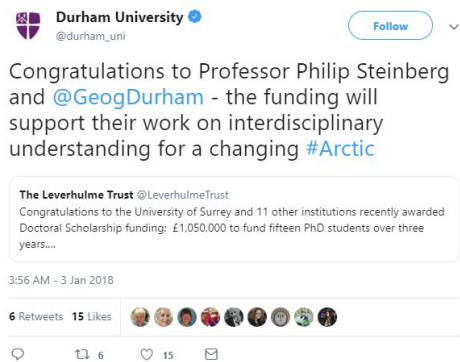 Durham University
@durham_uni
Follow
Congratulations to Professor Philip Steinberg
and @GeogDurham - the funding will
support their work on interdisciplinary
understanding for a changing #Arctic
The Leverhulme Trust @LeverhulmeTrust
Congratulations to the University of Surrey and 11 other institutions recently awarded
Doctoral Scholarship funding: £1,050,000 to fund fifteen PhD students over three
years....
3:56 AM - 3 Jan 2018
6 Retweets 15 Likes
6 15